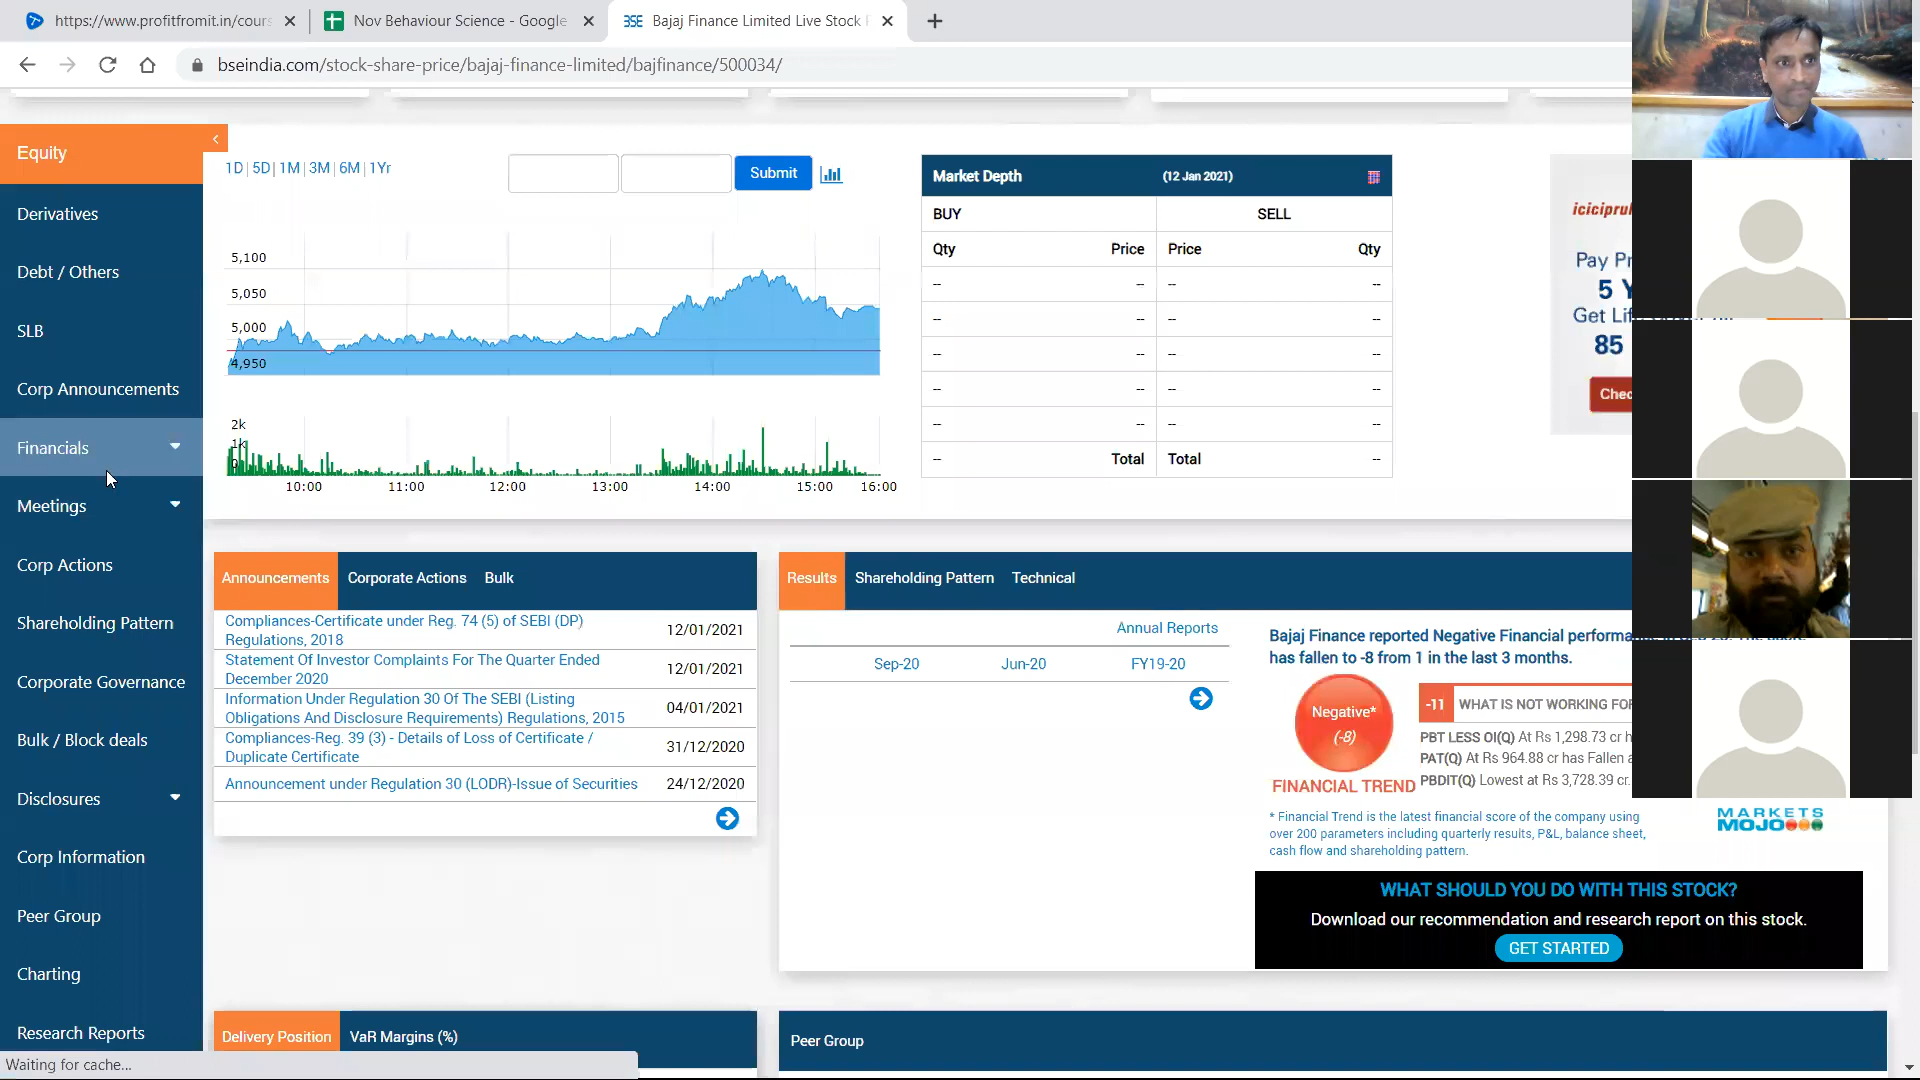 https://www.profitfromit.in/cour
Nov Behaviour Science - Google
BSE Bajaj Finance Limited Live Stock
bseindia.com/stock-share-price/bajaj-finance-limited/bajfinance/500034/
Equity
Derivatives
Debt / Others
SLB
Corp Announcements
Financials
Meetings
Corp Actions
Shareholding Pattern
Corporate Governance
Bulk / Block deals
Disclosures
Corp Information
Peer Group
Charting
Research Reports
Waiting for cache...
1D | 5D | 1M | 3M | 6M | 1Yr
Submit
5,100
5,050
5,000
4,950
2k
1k
0
10:00 11:00 12:00 13:00 14:00 15:00 16:00
Market Depth (12 Jan 2021)
BUY SELL
Qty Price Price Qty
-- -- -- --
-- -- -- --
-- -- -- --
-- -- -- --
-- -- -- --
-- Total Total --
Pay
5
Get
85
Announcements Corporate Actions Bulk
Compliances-Certificate under Reg. 74 (5) of SEBI (DP)
Regulations, 2018 12/01/2021
Statement Of Investor Complaints For The Quarter Ended
December 2020 12/01/2021
Information Under Regulation 30 Of The SEBI (Listing
Obligations And Disclosure Requirements) Regulations, 2015 04/01/2021
Compliances-Reg. 39 (3) - Details of Loss of Certificate /
Duplicate Certificate 31/12/2020
Announcement under Regulation 30 (LODR)-Issue of Securities 24/12/2020
Results Shareholding Pattern Technical
Annual Reports
Sep-20 Jun-20 FY19-20
Bajaj Finance reported Negative Financial
has fallen to -8 from 1 in the last 3 months.
Negative*
(-8)
FINANCIAL TREND
-11 WHAT IS NOT WORKING
PBT LESS OI(Q) At Rs 1,298.73 cr
PAT(Q) At Rs 964.88 cr has Fallen
PBDIT(Q) Lowest at Rs 3,728.39 cr
* Financial Trend is the latest financial score of the company using
over 200 parameters including quarterly results, P&L, balance sheet,
cash flow and shareholding pattern.
MARKETS
MOJO
WHAT SHOULD YOU DO WITH THIS STOCK?
Download our recommendation and research report on this stock.
GET STARTED
Delivery Position VaR Margins (%)
Peer Group